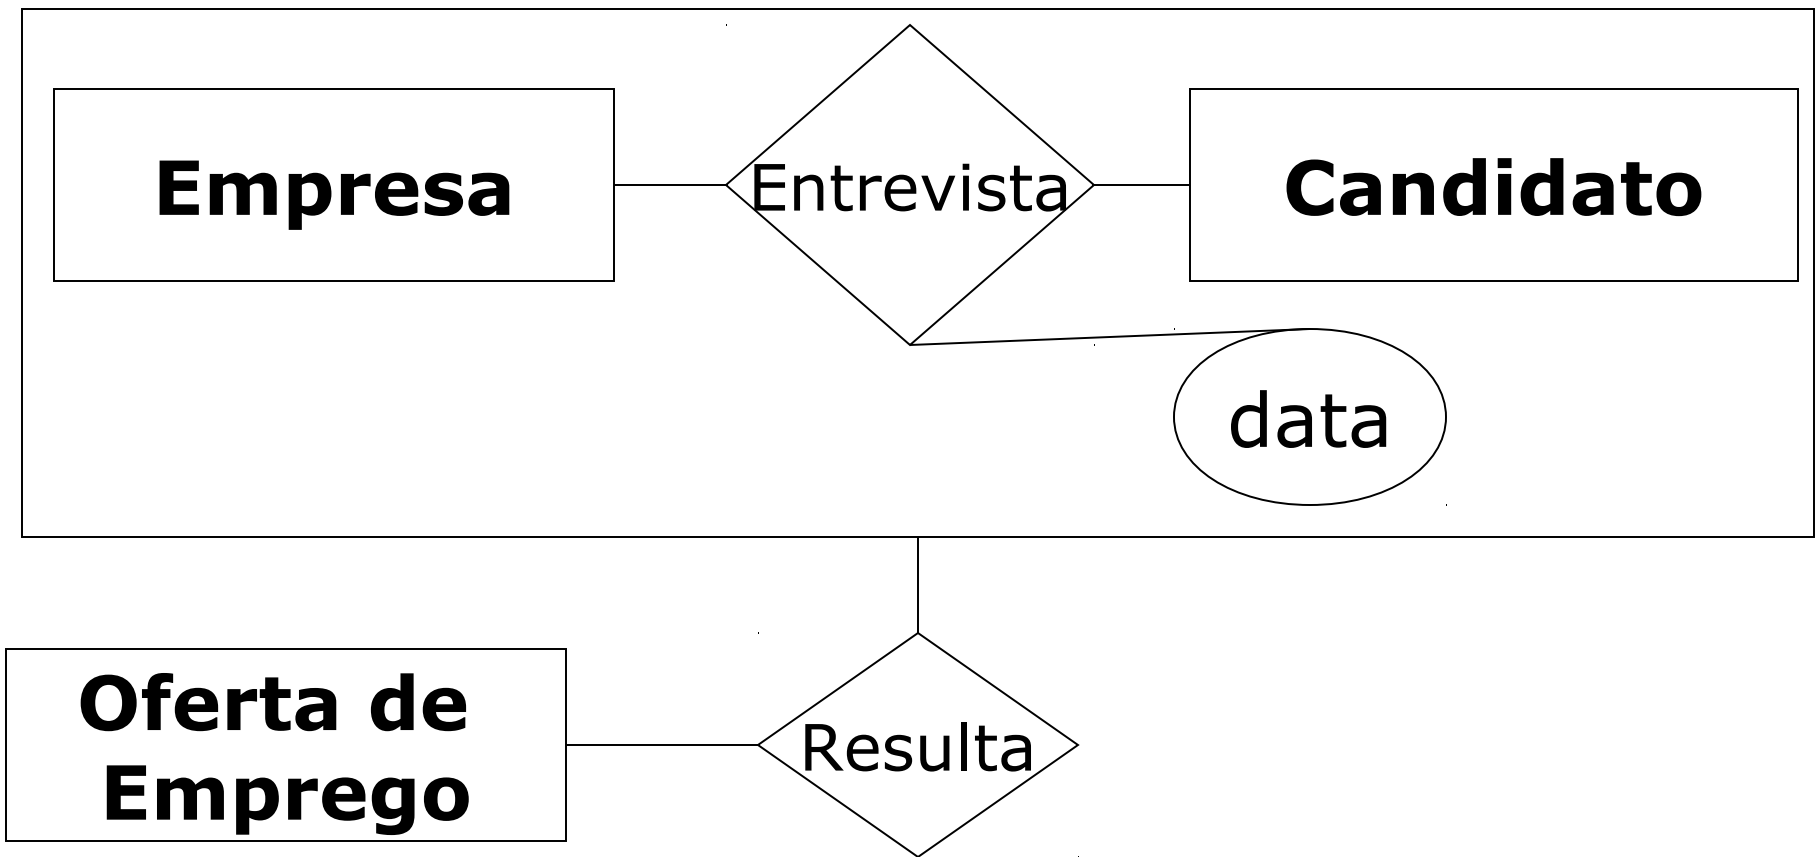 Empresa
Entrevista
Candidato
data
Oferta de
Emprego
Resulta